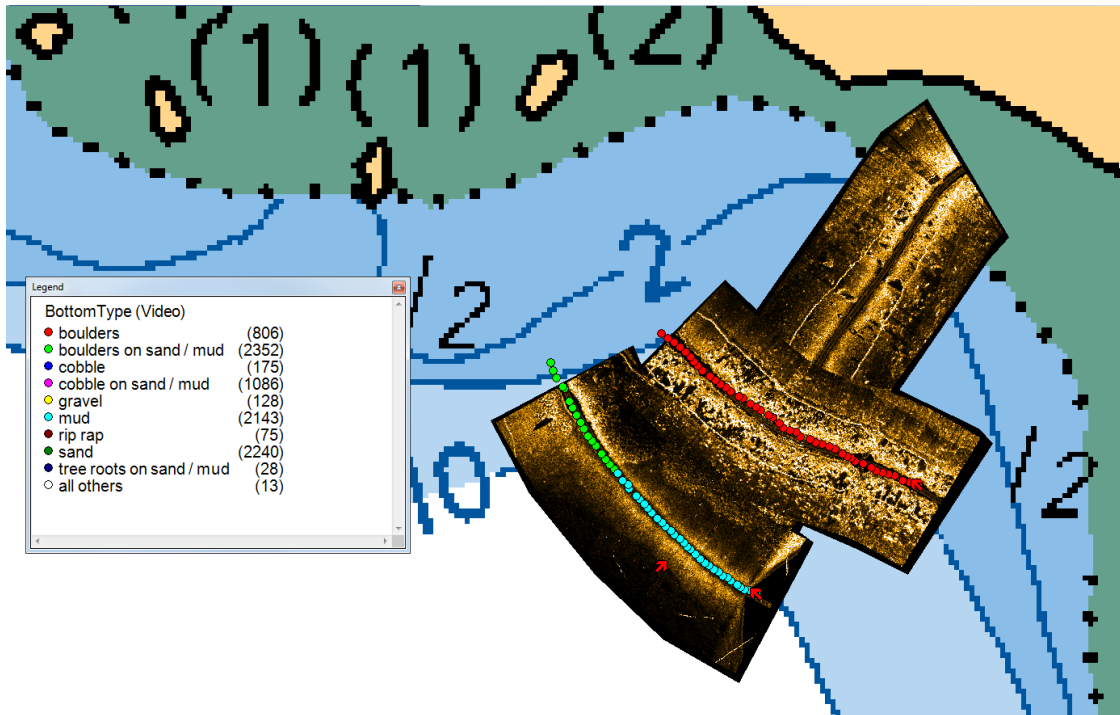 (1)
(1)
(2)
2
2
10
2
Legend
BottomType (Video)
boulders (806)
boulders on sand / mud (2352)
cobble (175)
cobble on sand / mud (1086)
gravel (128)
mud (2143)
rip rap (75)
sand (2240)
tree roots on sand / mud (28)
all others (13)